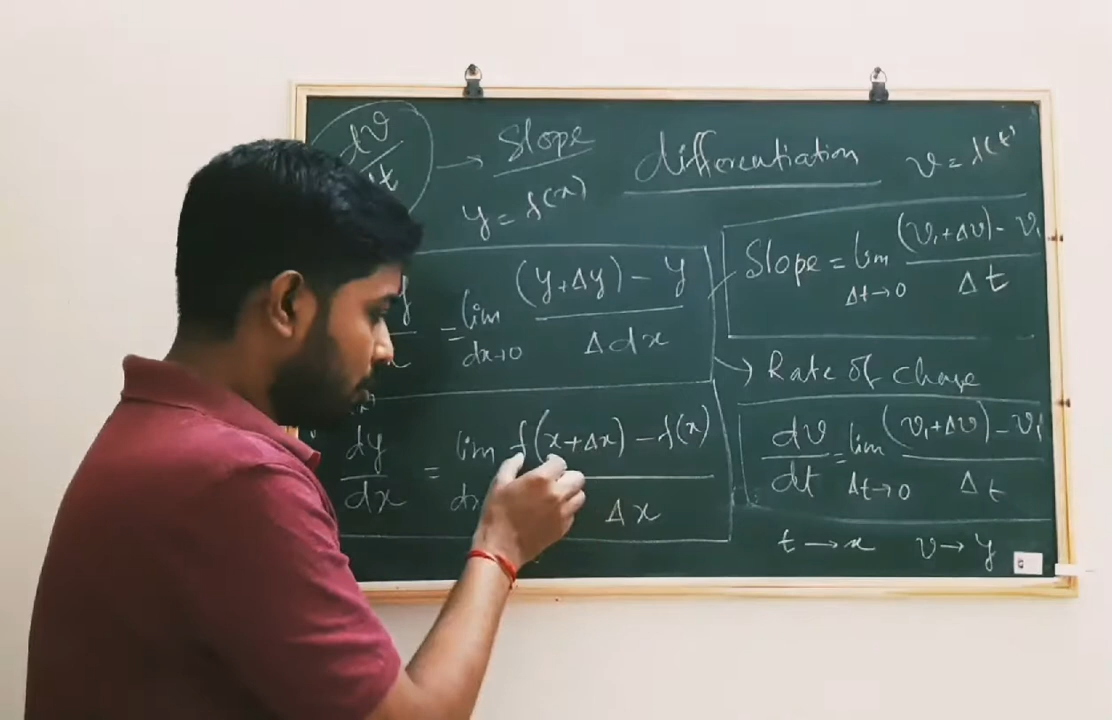 dv/dt → Slope
differentiation
v = f(t)
y = f(x)
= lim dx→0 (y+Δy) - y / Δdx
Slope = lim Δt→0 (v₁+Δv) - v₁ / Δt
→ Rate of change
dy/dx = lim f(x+Δx) - f(x) / Δx
dv/dt = lim Δt→0 (v₁+Δv) - v₁ / Δt
t → x v → y